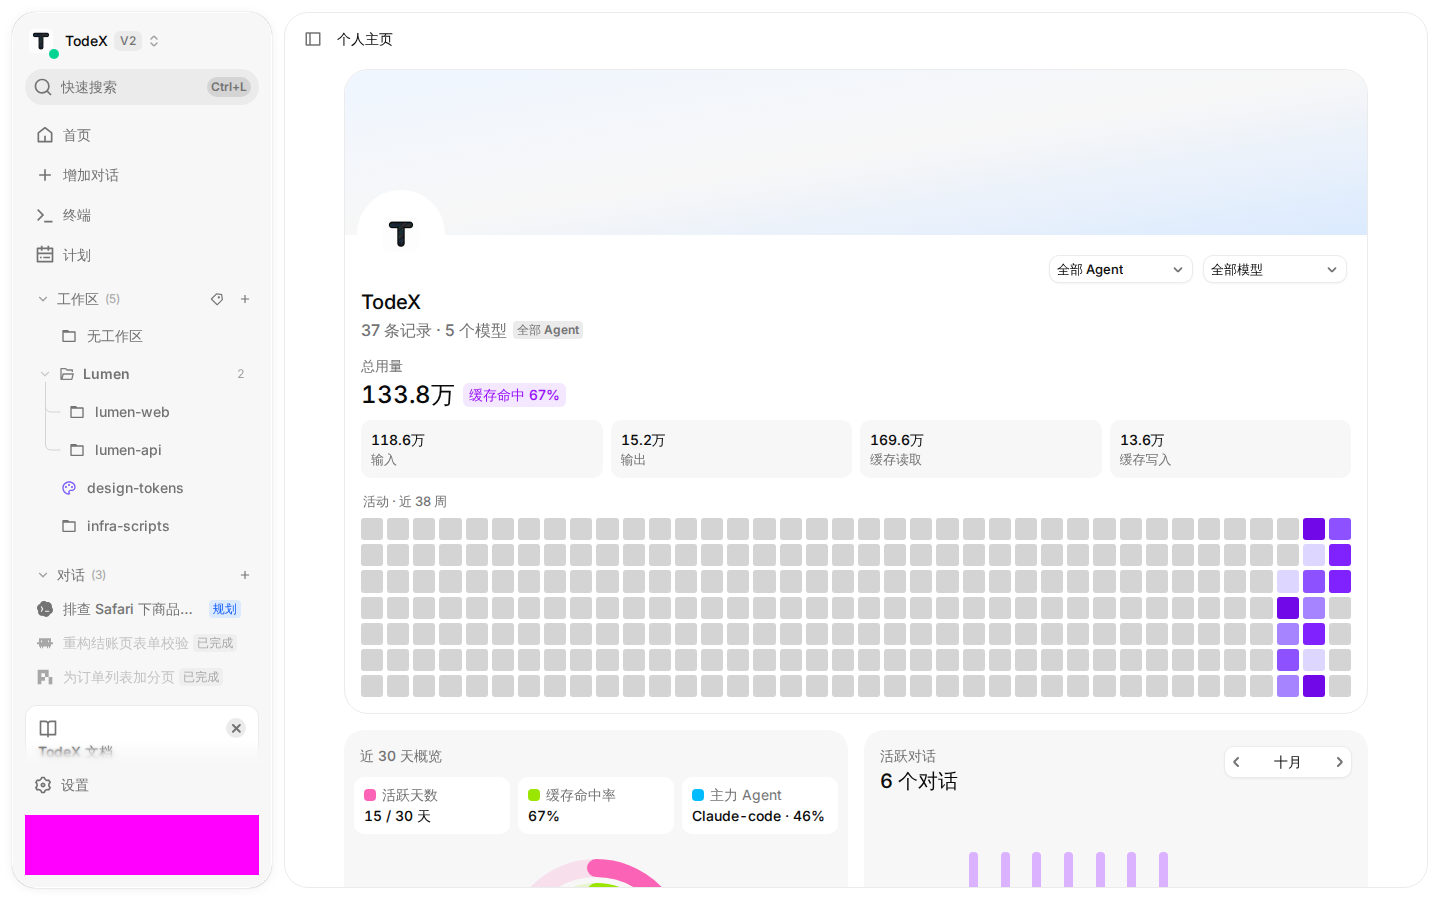 TodeX V2
快速搜索 Ctrl+L
首页
增加对话
终端
计划
工作区 (5)
无工作区
Lumen 2
lumen-web
lumen-api
design-tokens
infra-scripts
对话 (3)
排查 Safari 下商品... 规划
重构结账页表单校验 已完成
为订单列表加分页 已完成
TodeX 文档
设置
个人主页
全部 Agent
全部模型
TodeX
37 条记录 · 5 个模型 全部 Agent
总用量
133.8万 缓存命中 67%
118.6万
输入
15.2万
输出
169.6万
缓存读取
13.6万
缓存写入
活动 · 近 38 周
近 30 天概览
活跃天数
15 / 30 天
缓存命中率
67%
主力 Agent
Claude-code · 46%
活跃对话
6 个对话
十月